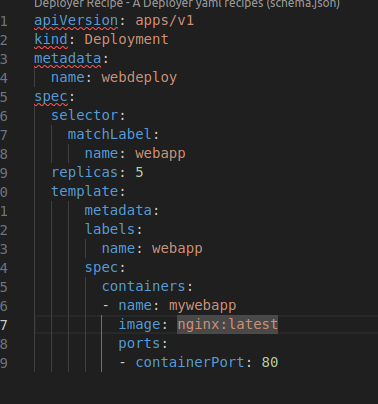 Deployer Recipe - A Deployer yaml recipes (schema.json)
1 apiVersion: apps/v1
2 kind: Deployment
3 metadata:
4   name: webdeploy
5 spec:
6   selector:
7     matchLabel:
8       name: webapp
9   replicas: 5
0   template:
1       metadata:
2       labels:
3         name: webapp
4       spec:
5         containers:
6         - name: mywebapp
7           image: nginx:latest
8           ports:
9           - containerPort: 80